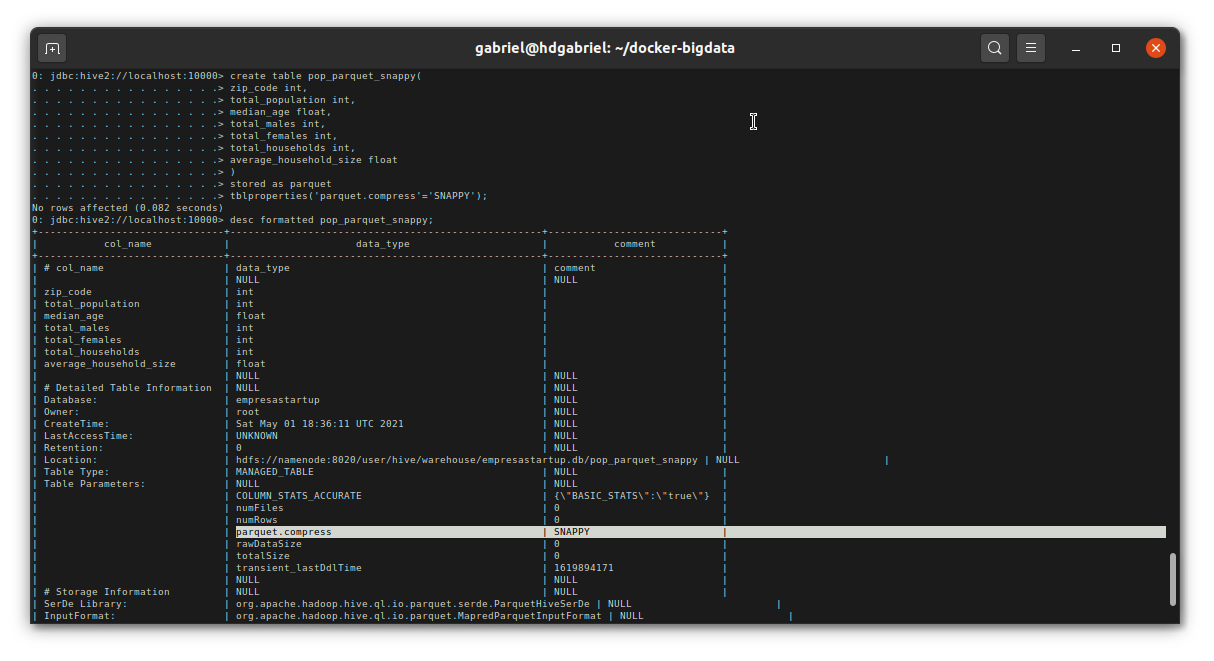 gabriel@hdgabriel: ~/docker-bigdata
0: jdbc:hive2://localhost:10000> create table pop_parquet_snappy(
. . . . . . . . . . . . . . . .> zip_code int,
. . . . . . . . . . . . . . . .> total_population int,
. . . . . . . . . . . . . . . .> median_age float,
. . . . . . . . . . . . . . . .> total_males int,
. . . . . . . . . . . . . . . .> total_females int,
. . . . . . . . . . . . . . . .> total_households int,
. . . . . . . . . . . . . . . .> average_household_size float
. . . . . . . . . . . . . . . .> )
. . . . . . . . . . . . . . . .> stored as parquet
. . . . . . . . . . . . . . . .> tblproperties('parquet.compress'='SNAPPY');
No rows affected (0.082 seconds)
0: jdbc:hive2://localhost:10000> desc formatted pop_parquet_snappy;
+-------------------------------+----------------------------------------------------+-----------------------------+
| col_name | data_type | comment |
+-------------------------------+----------------------------------------------------+-----------------------------+
| # col_name | data_type | comment |
| | NULL | NULL |
| zip_code | int | |
| total_population | int | |
| median_age | float | |
| total_males | int | |
| total_females | int | |
| total_households | int | |
| average_household_size | float | |
| | NULL | NULL |
| # Detailed Table Information | NULL | NULL |
| Database: | empresastartup | NULL |
| Owner: | root | NULL |
| CreateTime: | Sat May 01 18:36:11 UTC 2021 | NULL |
| LastAccessTime: | UNKNOWN | NULL |
| Retention: | 0 | NULL |
| Location: | hdfs://namenode:8020/user/hive/warehouse/empresastartup.db/pop_parquet_snappy | NULL |
| Table Type: | MANAGED_TABLE | NULL |
| Table Parameters: | NULL | NULL |
| | COLUMN_STATS_ACCURATE | {\"BASIC_STATS\":\"true\"} |
| | numFiles | 0 |
| | numRows | 0 |
| | parquet.compress | SNAPPY |
| | rawDataSize | 0 |
| | totalSize | 0 |
| | transient_lastDdlTime | 1619894171 |
| | NULL | NULL |
| # Storage Information | NULL | NULL |
| SerDe Library: | org.apache.hadoop.hive.ql.io.parquet.serde.ParquetHiveSerDe | NULL |
| InputFormat: | org.apache.hadoop.hive.ql.io.parquet.MapredParquetInputFormat | NULL |